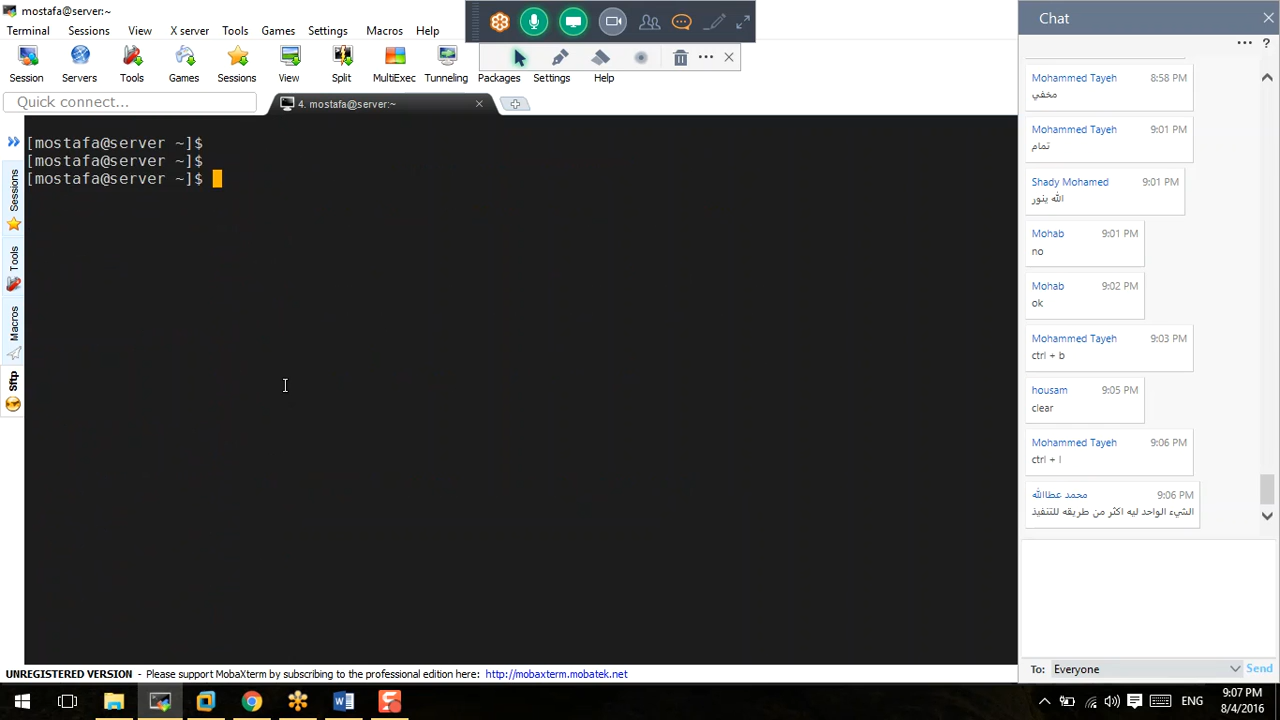 mostafa@server:~
Terminal Sessions View X server Tools Games Settings Macros Help
Session Servers Tools Games Sessions View Split MultiExec Tunneling Packages Settings Help
Quick connect...
4. mostafa@server:~
[mostafa@server ~]$
[mostafa@server ~]$
[mostafa@server ~]$
Sessions
Tools
Macros
Sftp
UNREGISTERED VERSION - Please support MobaXterm by subscribing to the professional edition here: http://mobaxterm.mobatek.net
Chat
?
Mohammed Tayeh 8:58 PM
مخفي
Mohammed Tayeh 9:01 PM
تمام
Shady Mohamed 9:01 PM
الله ينور
Mohab 9:01 PM
no
Mohab 9:02 PM
ok
Mohammed Tayeh 9:03 PM
ctrl + b
housam 9:05 PM
clear
Mohammed Tayeh 9:06 PM
ctrl + l
محمد عطاالله 9:06 PM
الشيء الواحد ليه اكثر من طريقه للتنفيذ
To: Everyone Send
ENG
9:07 PM
8/4/2016